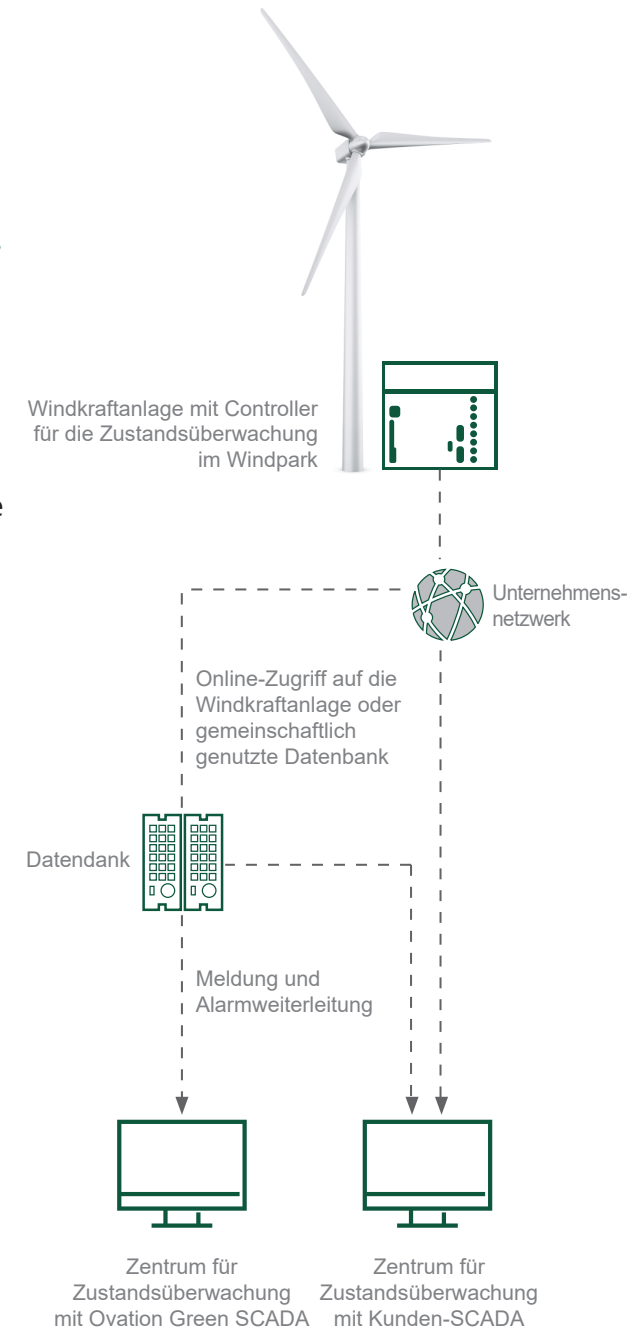 Windkraftanlage mit Controller
für die Zustandsüberwachung
im Windpark
e
Unternehmens-
netzwerk
Online-Zugriff auf die
Windkraftanlage oder
gemeinschaftlich
genutzte Datenbank
Datendank
Meldung und
Alarmweiterleitung
Zentrum für
Zustandsüberwachung
mit Ovation Green SCADA
Zentrum für
Zustandsüberwachung
mit Kunden-SCADA